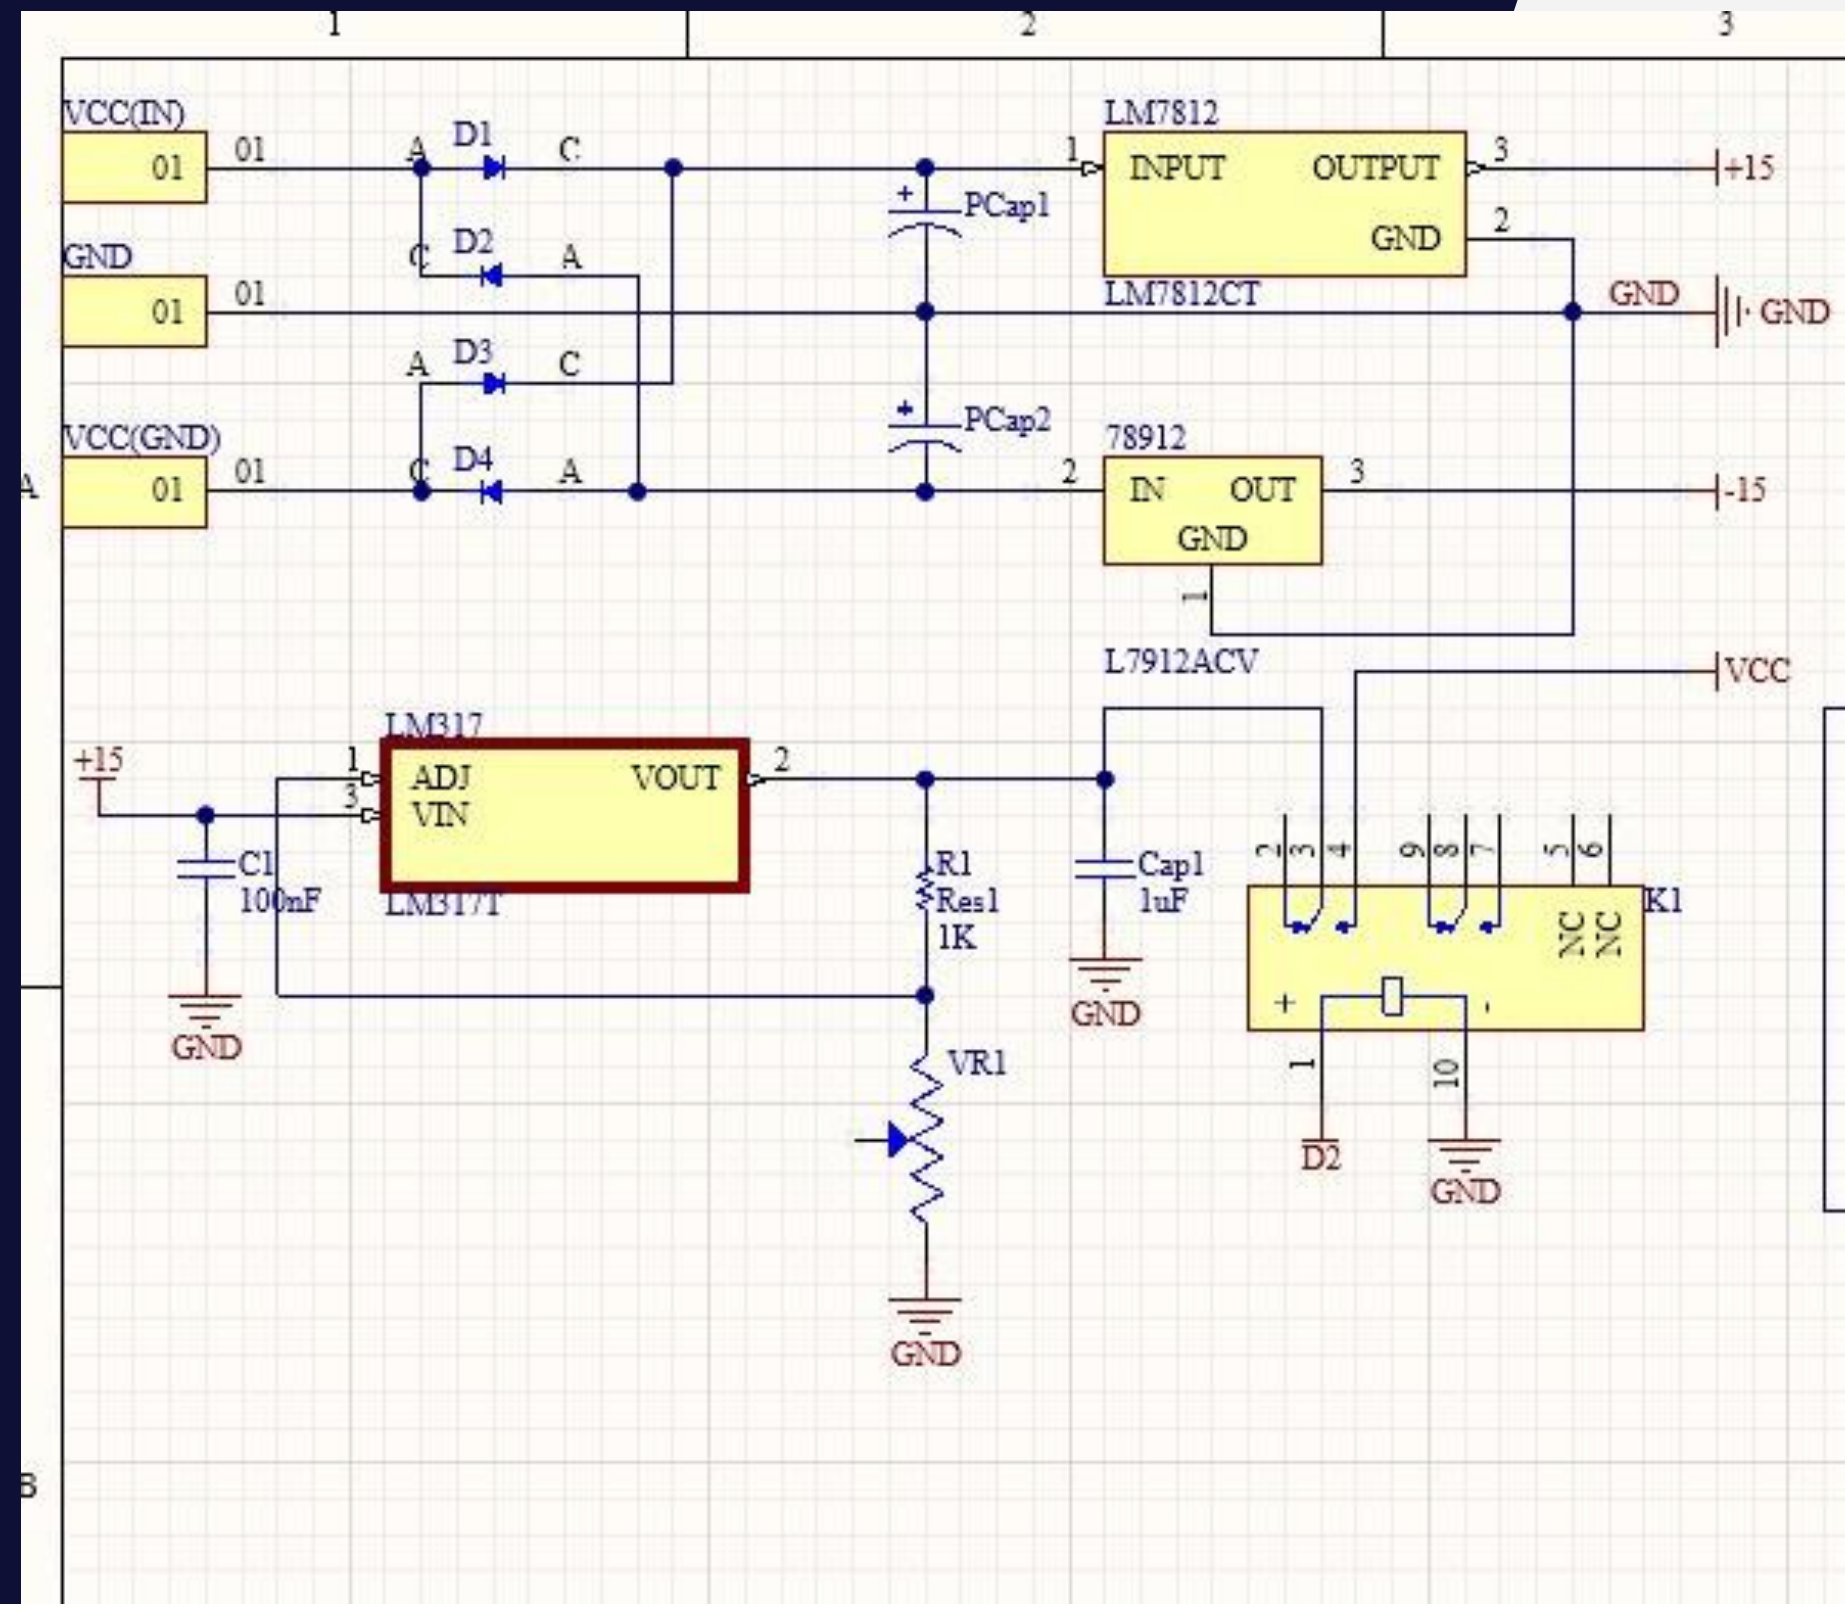 1 2 3
VCC(IN)
01 01
A D1 C
1
LM7812
INPUT OUTPUT
3
+15
+ PCap1
GND
2
GND
01 01
C D2 A
LM7812CT
GND GND
A D3 C
+ PCap2
VCC(GND)
01 01
C D4 A
2
78912
IN OUT
3
-15
GND
1
A
L7912ACV
VCC
LM317
+15
1 ADJ VOUT 2
3 VIN
C1
100nF
LM317T
R1
Res1
1K
Cap1
1uF
2 3 4 9 8 7 5 6
K1
NC NC
+ -
GND
GND
VR1
1 10
D2
GND
GND
B